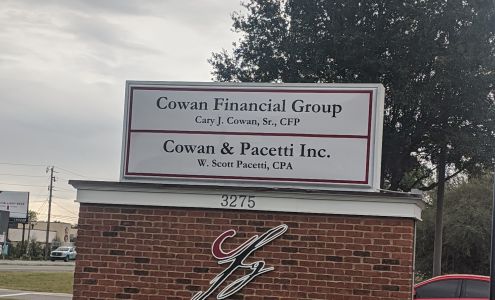 Cowan Financial Group
Cary J. Cowan, Sr., CFP
Cowan & Pacetti Inc.
W. Scott Pacetti, CPA
3275